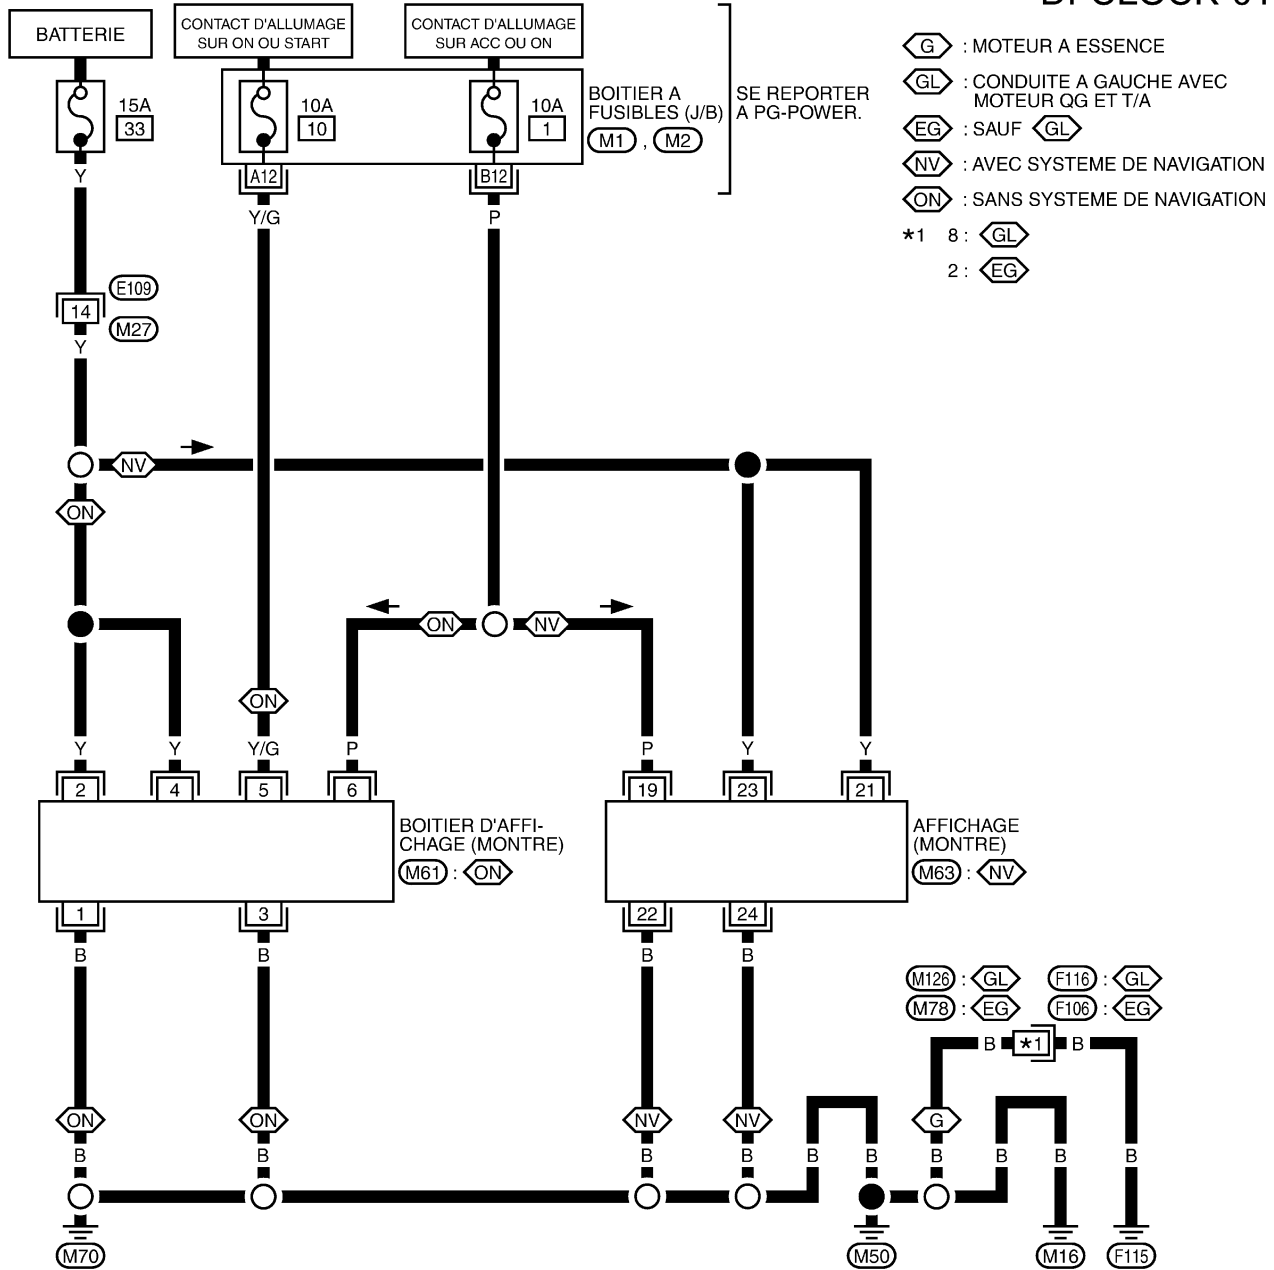 BATTERIE
CONTACT D'ALLUMAGE
SUR ON OU START
CONTACT D'ALLUMAGE
SUR ACC OU ON
G : MOTEUR A ESSENCE
GL : CONDUITE A GAUCHE AVEC
MOTEUR QG ET T/A
EG : SAUF GL
NV : AVEC SYSTEME DE NAVIGATION
ON : SANS SYSTEME DE NAVIGATION
*1 8 : GL
2 : EG
15A
33
10A
10
10A
1
BOITIER A
FUSIBLES (J/B)
M1 , M2
SE REPORTER
A PG-POWER.
A12
B12
Y
Y/G
P
E109
14
M27
Y
NV
ON
ON
NV
ON
Y
Y
Y/G
P
P
Y
Y
2
4
5
6
19
23
21
BOITIER D'AFFI-
CHAGE (MONTRE)
M61 : ON
AFFICHAGE
(MONTRE)
M63 : NV
1
3
22
24
B
B
B
B
M126 : GL
F116 : GL
M78 : EG
F106 : EG
B
*1
B
ON
ON
NV
NV
G
B
B
B
B
B
B
B
B
B
B
M70
M50
M16
F115